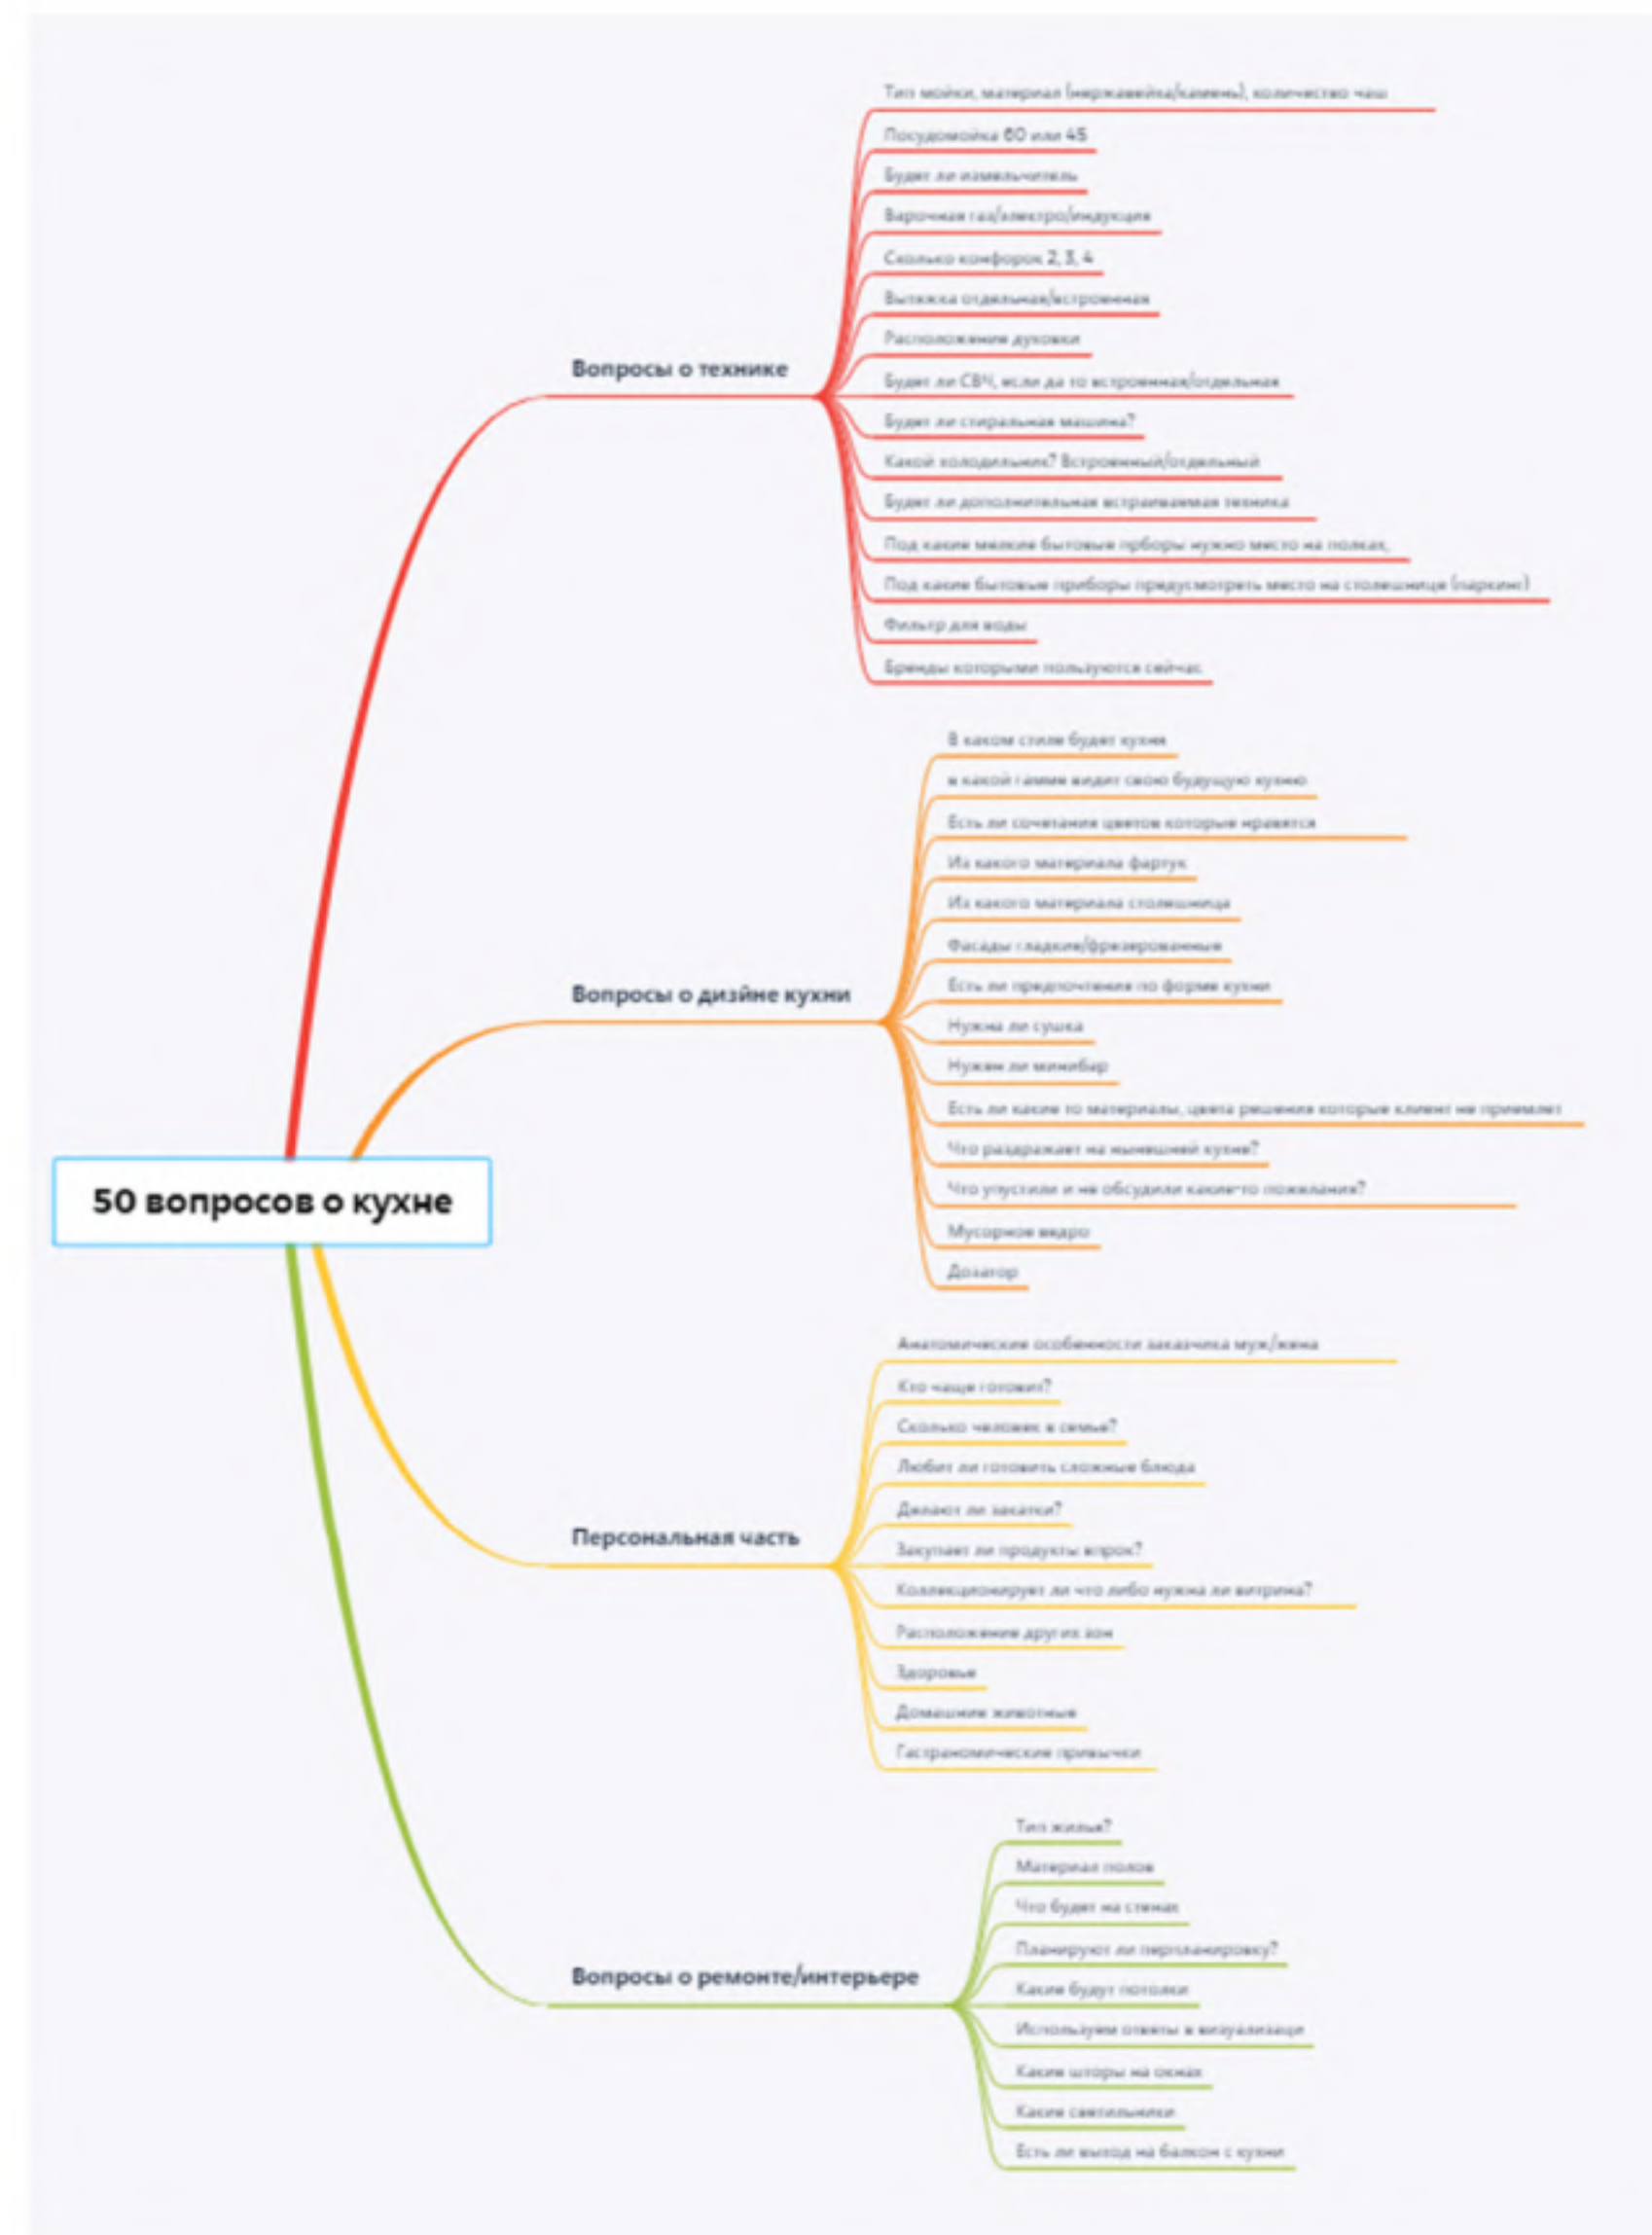 Тип мойки, материал (нержавейка/камень), количество чаш
Посудомойка 60 или 45
Будет ли измельчитель
Варочная газ/электро/индукция
Сколько конфорок 2, 3, 4
Вытяжка отдельная/встроенная
Расположение духовки
Вопросы о технике
Будет ли СВЧ, если да то встроенная/отдельная
Будет ли стиральная машина?
Какой холодильник? Встроенный/отдельный
Будет ли дополнительная встраиваемая техника
Под какие мелкие бытовые прборы нужно место на полках,
Под какие бытовые приборы предусмотреть место на столешнице (паркинг)
Фильтр для воды
Бренды которыми пользуются сейчас
В каком стиле будет кухня
в какой гамме видит свою будущую кухню
Есть ли сочетания цветов которые нравятся
Из какого материала фартук
Из какого материала столешница
Фасады гладкие/фрезерованные
Есть ли предпочтения по форме кухни
Вопросы о дизйне кухни
Нужна ли сушка
Нужен ли минибар
Есть ли какие то материалы, цвета решения которые клиент не приемлет
Что раздражает на нынешней кухне?
Что упустили и не обсудили какие-то пожелания?
50 вопросов о кухне
Мусорное ведро
Дозатор
Анатомические особенности заказчика муж/жена
Кто чаще готовит?
Сколько человек в семье?
Любит ли готовить сложные блюда
Делают ли закатки?
Персональная часть
Закупает ли продукты впрок?
Коллекционирует ли что либо нужна ли витрина?
Расположение других зон
Здоровье
Домашние животные
Гастраномические привычки
Тип жилья?
Материал полов
Что будет на стенах
Планируют ли перпланировку?
Вопросы о ремонте/интерьере
Какие будут потолки
Используем ответы в визуализаци
Какие шторы на окнах
Какие светильники
Есть ли выход на балкон с кухни